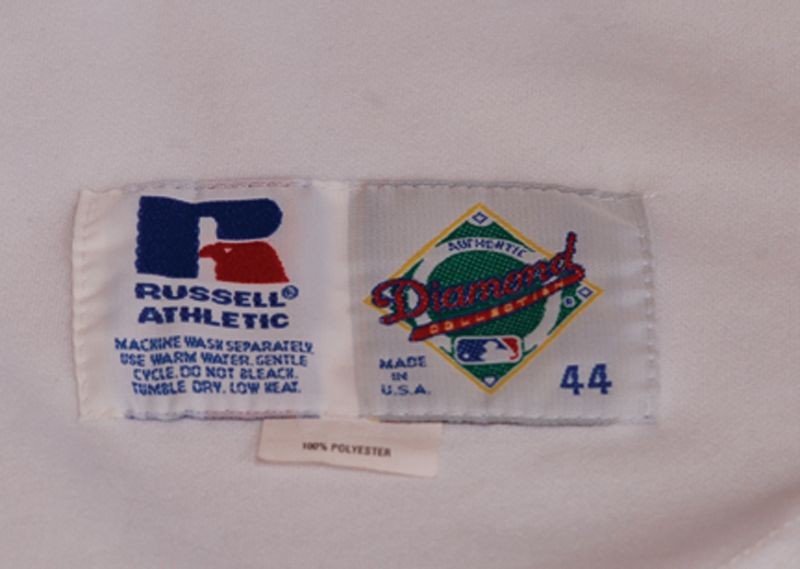 RUSSELL®
ATHLETIC
MACHINE WASH SEPARATELY.
USE WARM WATER. GENTLE
CYCLE. DO NOT BLEACH.
TUMBLE DRY. LOW HEAT.
AUTHENTIC
Diamond
COLLECTION
®
MADE
IN
U.S.A.
44
100% POLYESTER